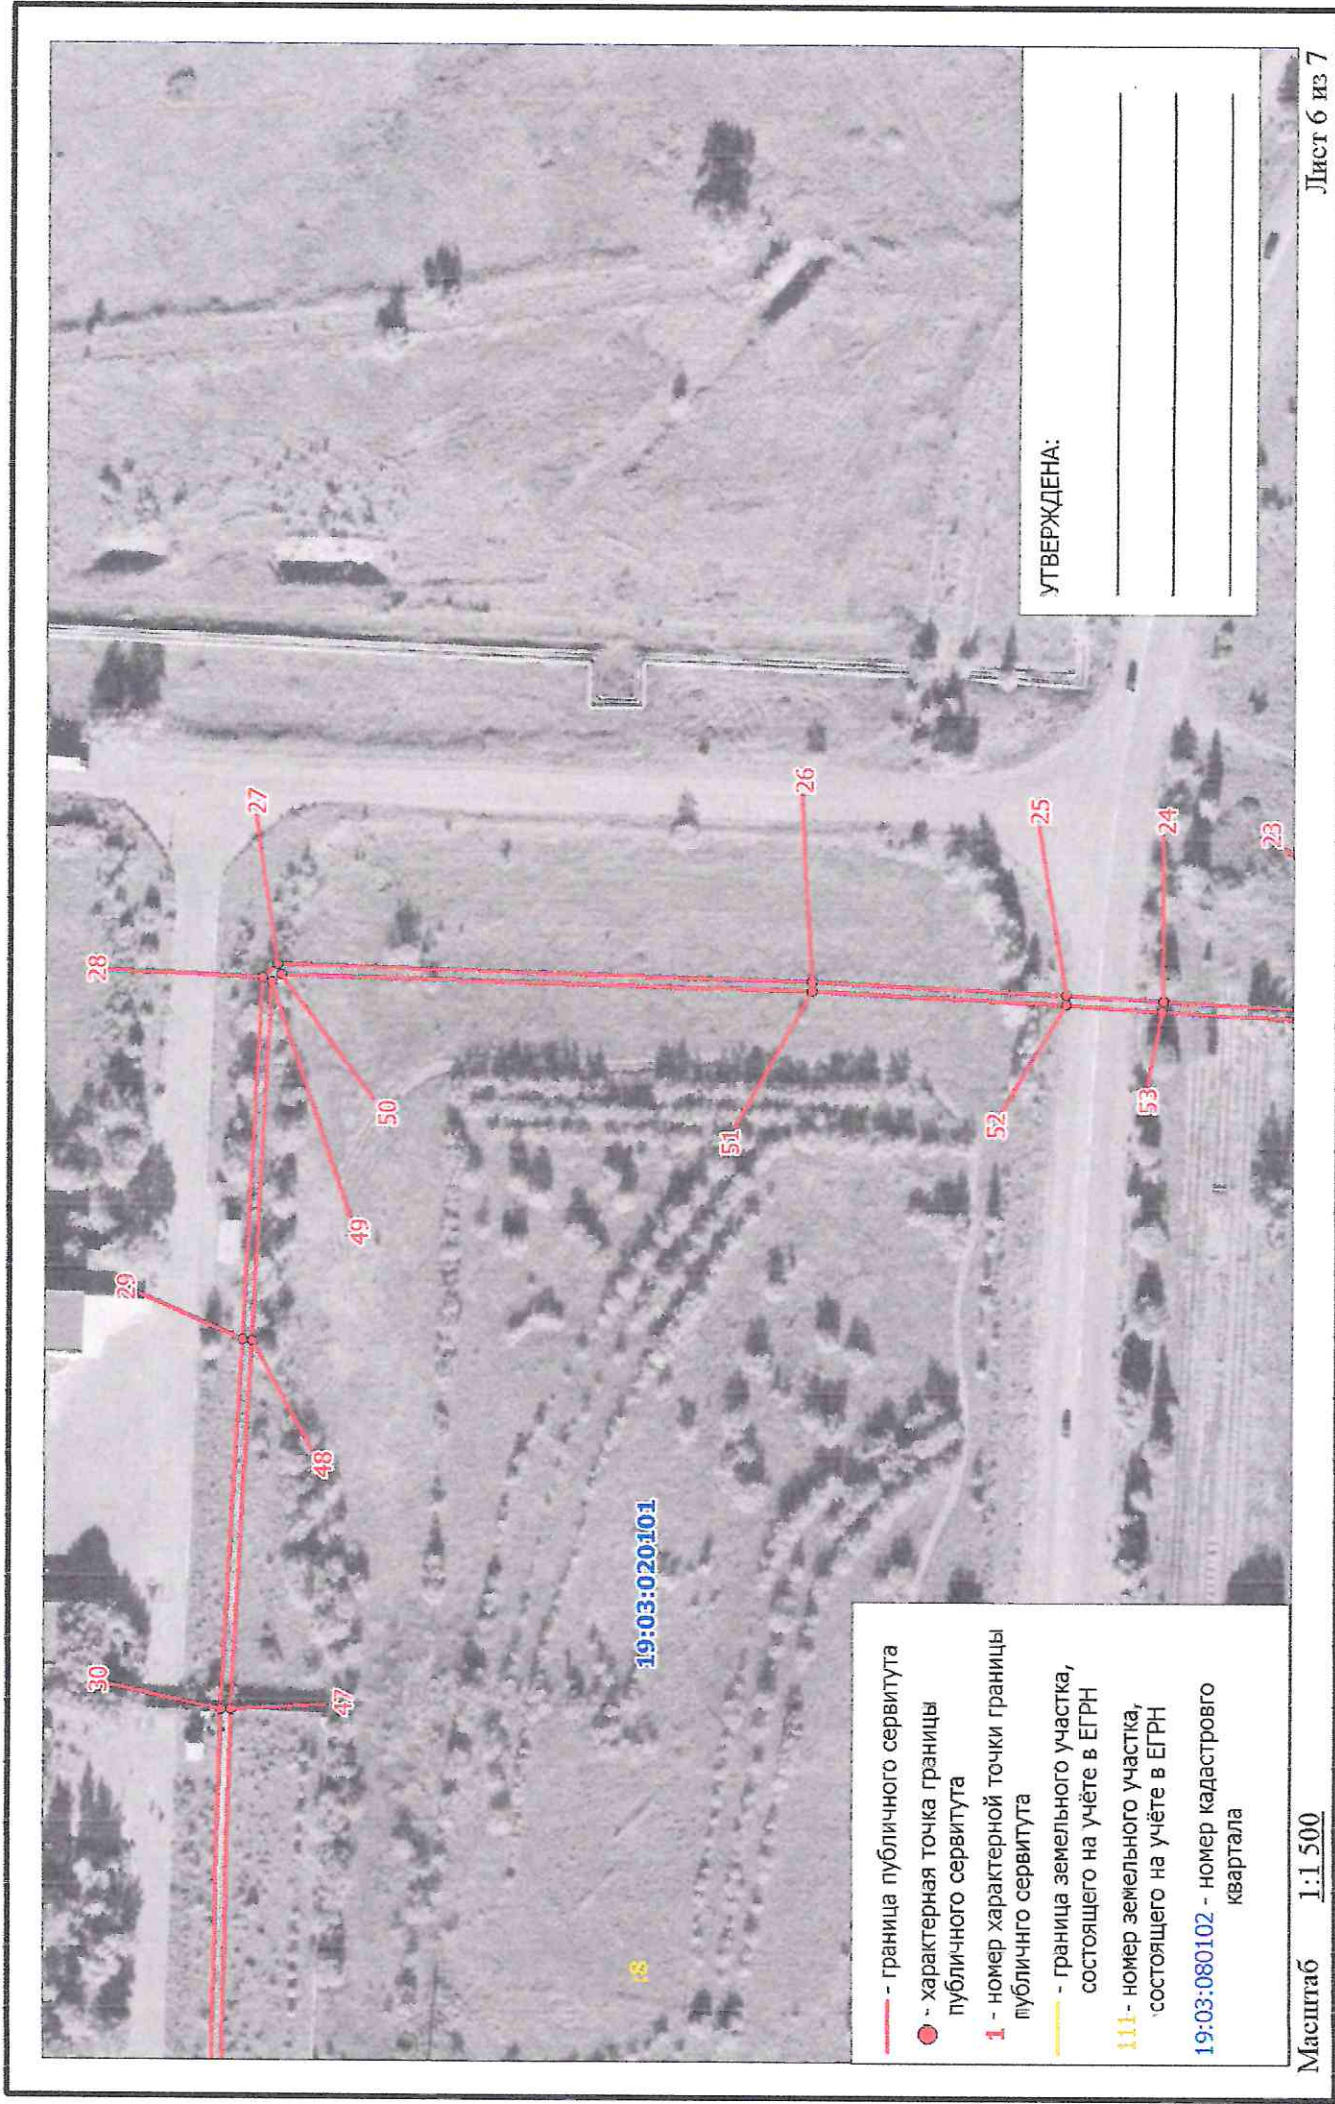 30
29
28
27
47
48
49
50
51
26
52
25
53
24
23
19:03:020101
:8
УТВЕРЖДЕНА:
- граница публичного сервитута
- характерная точка границы
публичного сервитута
1 - номер характерной точки границы
публичнго сервитута
- граница земельного участка,
состоящего на учёте в ЕГРН
111 - номер земельного участка,
состоящего на учёте в ЕГРН
19:03:080102 - номер кадастровго
квартала
Масштаб 1:1 500
Лист 6 из 7